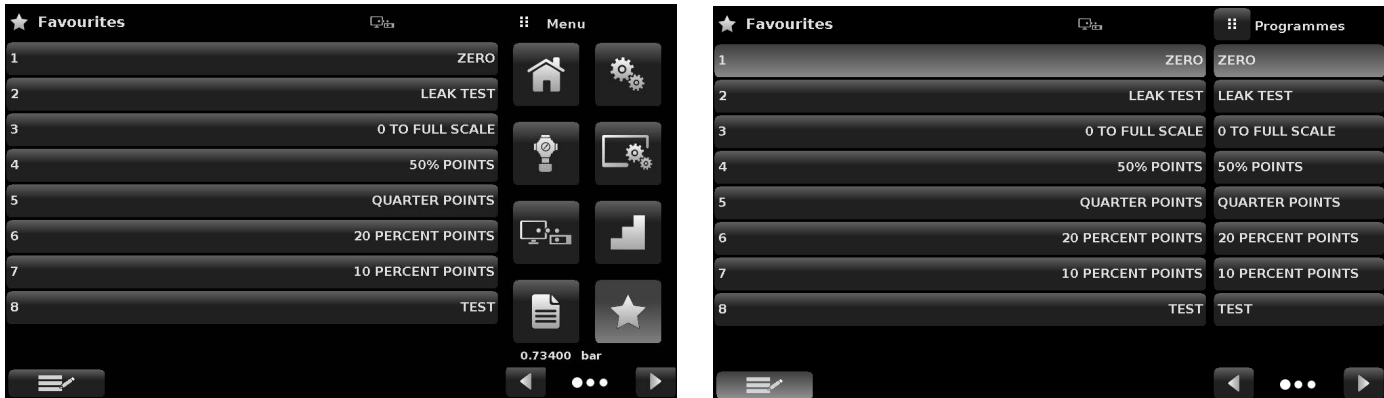 Favourites Menu
1 ZERO
2 LEAK TEST
3 0 TO FULL SCALE
4 50% POINTS
5 QUARTER POINTS
6 20 PERCENT POINTS
7 10 PERCENT POINTS
8 TEST
0.73400 bar
Favourites Programmes
1 ZERO ZERO
2 LEAK TEST LEAK TEST
3 0 TO FULL SCALE 0 TO FULL SCALE
4 50% POINTS 50% POINTS
5 QUARTER POINTS QUARTER POINTS
6 20 PERCENT POINTS 20 PERCENT POINTS
7 10 PERCENT POINTS 10 PERCENT POINTS
8 TEST TEST